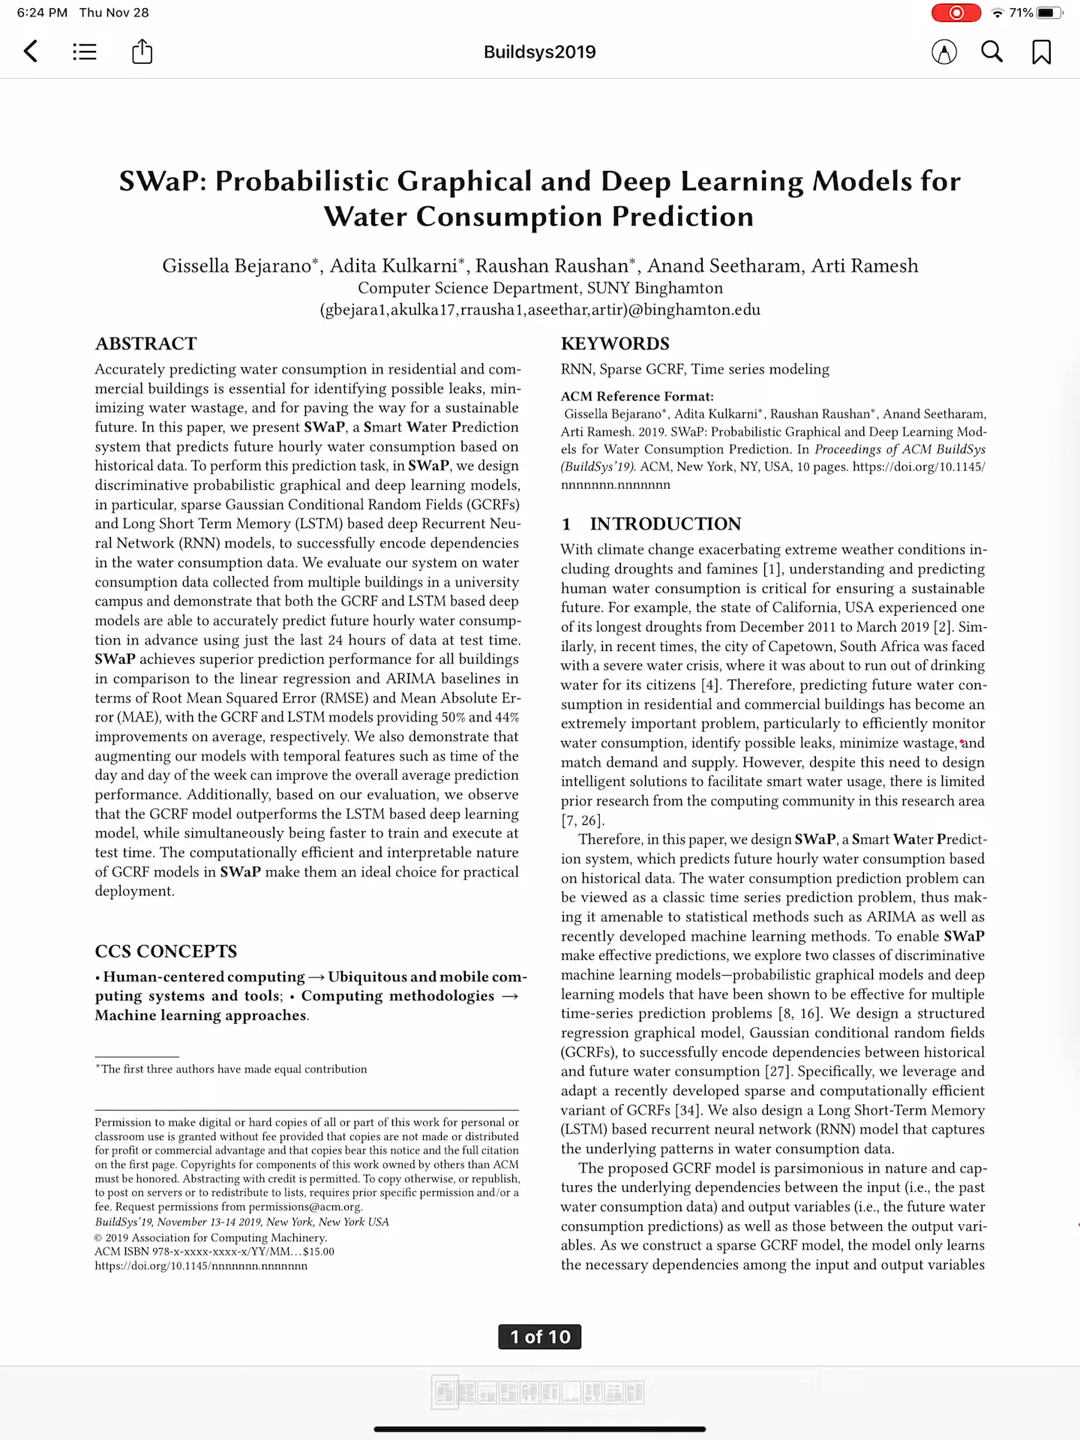 6:24 PM Thu Nov 28
71%
Buildsys2019
SWaP: Probabilistic Graphical and Deep Learning Models for
Water Consumption Prediction
Gissella Bejarano*, Adita Kulkarni*, Raushan Raushan*, Anand Seetharam, Arti Ramesh
Computer Science Department, SUNY Binghamton
(gbejara1,akulka17,rrausha1,aseethar,artir)@binghamton.edu
ABSTRACT
Accurately predicting water consumption in residential and com-
mercial buildings is essential for identifying possible leaks, min-
imizing water wastage, and for paving the way for a sustainable
future. In this paper, we present SWaP, a Smart Water Prediction
system that predicts future hourly water consumption based on
historical data. To perform this prediction task, in SWaP, we design
discriminative probabilistic graphical and deep learning models,
in particular, sparse Gaussian Conditional Random Fields (GCRFs)
and Long Short Term Memory (LSTM) based deep Recurrent Neu-
ral Network (RNN) models, to successfully encode dependencies
in the water consumption data. We evaluate our system on water
consumption data collected from multiple buildings in a university
campus and demonstrate that both the GCRF and LSTM based deep
models are able to accurately predict future hourly water consump-
tion in advance using just the last 24 hours of data at test time.
SWaP achieves superior prediction performance for all buildings
in comparison to the linear regression and ARIMA baselines in
terms of Root Mean Squared Error (RMSE) and Mean Absolute Er-
ror (MAE), with the GCRF and LSTM models providing 50% and 44%
improvements on average, respectively. We also demonstrate that
augmenting our models with temporal features such as time of the
day and day of the week can improve the overall average prediction
performance. Additionally, based on our evaluation, we observe
that the GCRF model outperforms the LSTM based deep learning
model, while simultaneously being faster to train and execute at
test time. The computationally efficient and interpretable nature
of GCRF models in SWaP make them an ideal choice for practical
deployment.
CCS CONCEPTS
• Human-centered computing → Ubiquitous and mobile com-
puting systems and tools; • Computing methodologies →
Machine learning approaches.
*The first three authors have made equal contribution
Permission to make digital or hard copies of all or part of this work for personal or
classroom use is granted without fee provided that copies are not made or distributed
for profit or commercial advantage and that copies bear this notice and the full citation
on the first page. Copyrights for components of this work owned by others than ACM
must be honored. Abstracting with credit is permitted. To copy otherwise, or republish,
to post on servers or to redistribute to lists, requires prior specific permission and/or a
fee. Request permissions from permissions@acm.org.
BuildSys'19, November 13-14 2019, New York, New York USA
© 2019 Association for Computing Machinery.
ACM ISBN 978-x-xxxx-xxxx-x/YY/MM...$15.00
https://doi.org/10.1145/nnnnnnn.nnnnnnn
KEYWORDS
RNN, Sparse GCRF, Time series modeling
ACM Reference Format:
Gissella Bejarano*, Adita Kulkarni*, Raushan Raushan*, Anand Seetharam,
Arti Ramesh. 2019. SWaP: Probabilistic Graphical and Deep Learning Mod-
els for Water Consumption Prediction. In Proceedings of ACM BuildSys
(BuildSys'19). ACM, New York, NY, USA, 10 pages. https://doi.org/10.1145/
nnnnnnn.nnnnnnn
1 INTRODUCTION
With climate change exacerbating extreme weather conditions in-
cluding droughts and famines [1], understanding and predicting
human water consumption is critical for ensuring a sustainable
future. For example, the state of California, USA experienced one
of its longest droughts from December 2011 to March 2019 [2]. Sim-
ilarly, in recent times, the city of Capetown, South Africa was faced
with a severe water crisis, where it was about to run out of drinking
water for its citizens [4]. Therefore, predicting future water con-
sumption in residential and commercial buildings has become an
extremely important problem, particularly to efficiently monitor
water consumption, identify possible leaks, minimize wastage, and
match demand and supply. However, despite this need to design
intelligent solutions to facilitate smart water usage, there is limited
prior research from the computing community in this research area
[7, 26].
Therefore, in this paper, we design SWaP, a Smart Water Predict-
ion system, which predicts future hourly water consumption based
on historical data. The water consumption prediction problem can
be viewed as a classic time series prediction problem, thus mak-
ing it amenable to statistical methods such as ARIMA as well as
recently developed machine learning methods. To enable SWaP
make effective predictions, we explore two classes of discriminative
machine learning models—probabilistic graphical models and deep
learning models that have been shown to be effective for multiple
time-series prediction problems [8, 16]. We design a structured
regression graphical model, Gaussian conditional random fields
(GCRFs), to successfully encode dependencies between historical
and future water consumption [27]. Specifically, we leverage and
adapt a recently developed sparse and computationally efficient
variant of GCRFs [34]. We also design a Long Short-Term Memory
(LSTM) based recurrent neural network (RNN) model that captures
the underlying patterns in water consumption data.
The proposed GCRF model is parsimonious in nature and cap-
tures the underlying dependencies between the input (i.e., the past
water consumption data) and output variables (i.e., the future water
consumption predictions) as well as those between the output vari-
ables. As we construct a sparse GCRF model, the model only learns
the necessary dependencies among the input and output variables
1 of 10